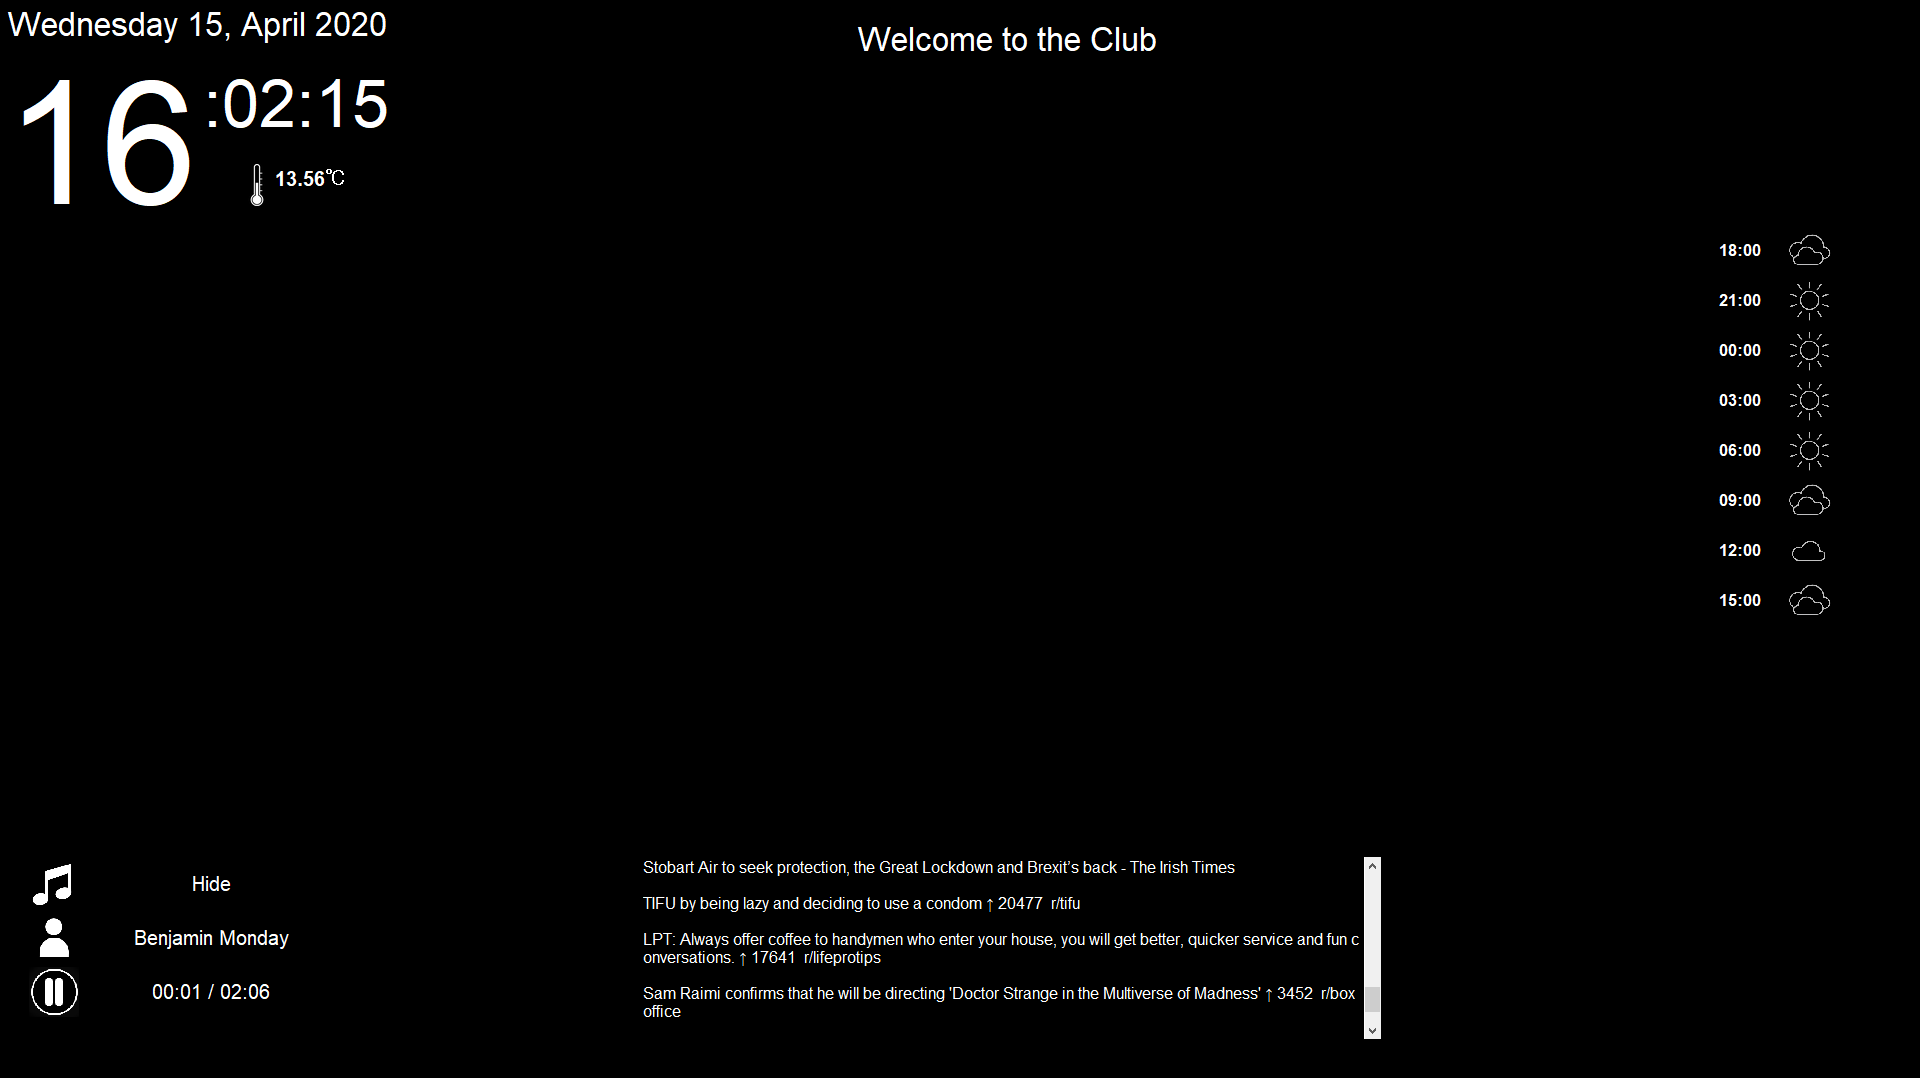 Wednesday 15, April 2020
Welcome to the Club
16:02:15
13.56℃
18:00
21:00
00:00
03:00
06:00
09:00
12:00
15:00
Hide
Benjamin Monday
00:01 / 02:06
Stobart Air to seek protection, the Great Lockdown and Brexit’s back - The Irish Times
TIFU by being lazy and deciding to use a condom ↑ 20477  r/tifu
LPT: Always offer coffee to handymen who enter your house, you will get better, quicker service and fun c
onversations. ↑ 17641  r/lifeprotips
Sam Raimi confirms that he will be directing 'Doctor Strange in the Multiverse of Madness' ↑ 3452  r/box
office